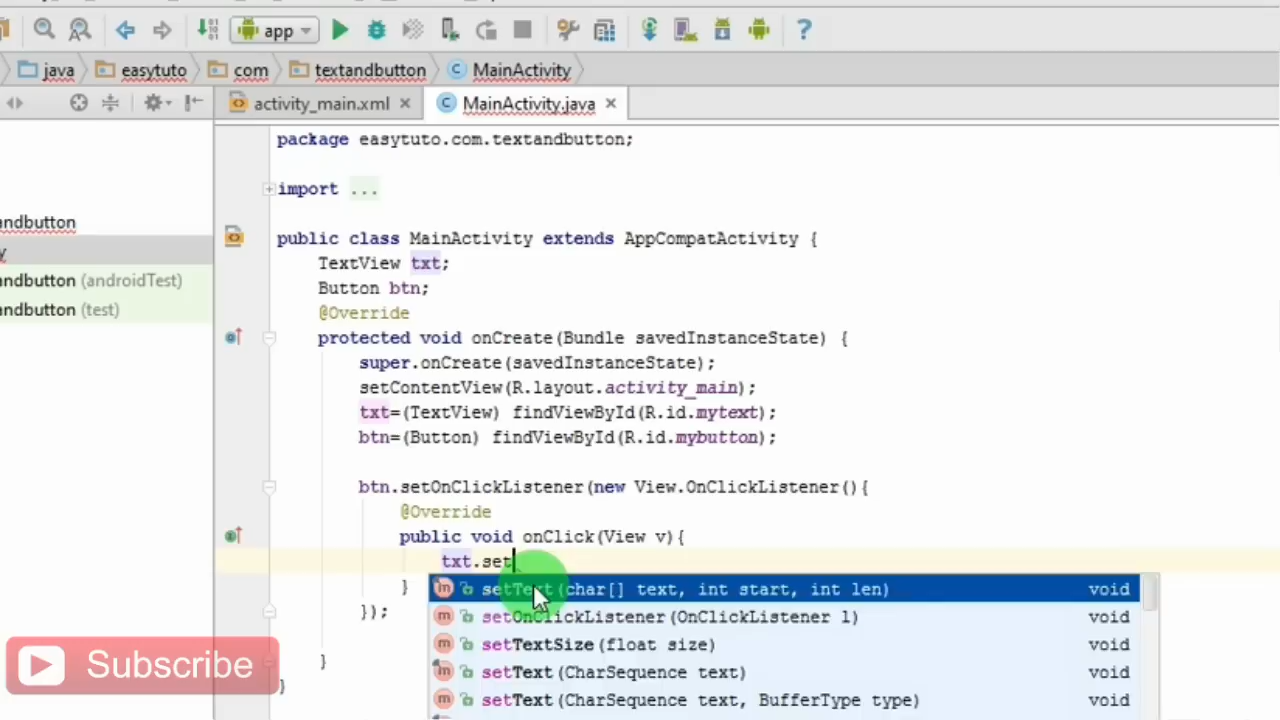 app
java easytuto com textandbutton MainActivity
activity_main.xml MainActivity.java
package easytuto.com.textandbutton;
import ...
andbutton
public class MainActivity extends AppCompatActivity {
y
TextView txt;
andbutton (androidTest)
Button btn;
andbutton (test)
@Override
protected void onCreate(Bundle savedInstanceState) {
super.onCreate(savedInstanceState);
setContentView(R.layout.activity_main);
txt=(TextView) findViewById(R.id.mytext);
btn=(Button) findViewById(R.id.mybutton);
btn.setOnClickListener(new View.OnClickListener(){
@Override
public void onClick(View v){
txt.set
}
setText(char[] text, int start, int len) void
});
setOnClickListener(OnClickListener l) void
setTextSize(float size) void
}
Subscribe
setText(CharSequence text) void
}
setText(CharSequence text, BufferType type) void